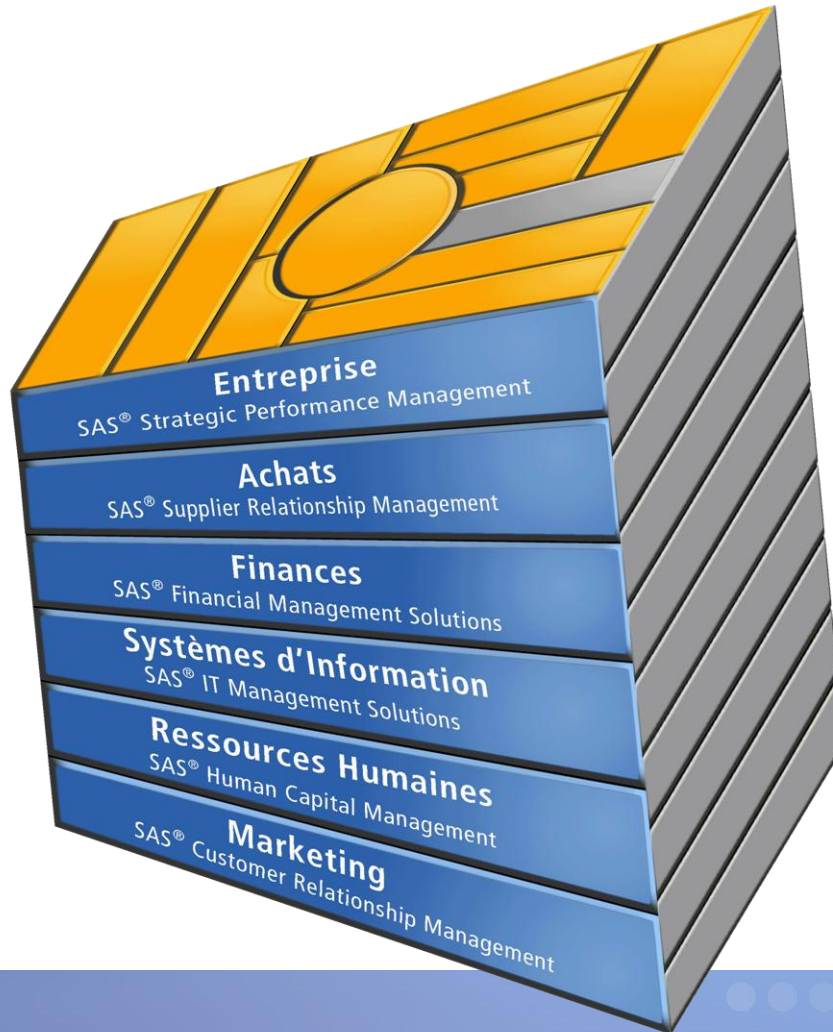 Entreprise
SAS® Strategic Performance Management
Achats
SAS® Supplier Relationship Management
Finances
SAS® Financial Management Solutions
Systèmes d'Information
SAS® IT Management Solutions
Ressources Humaines
SAS® Human Capital Management
Marketing
SAS® Customer Relationship Management